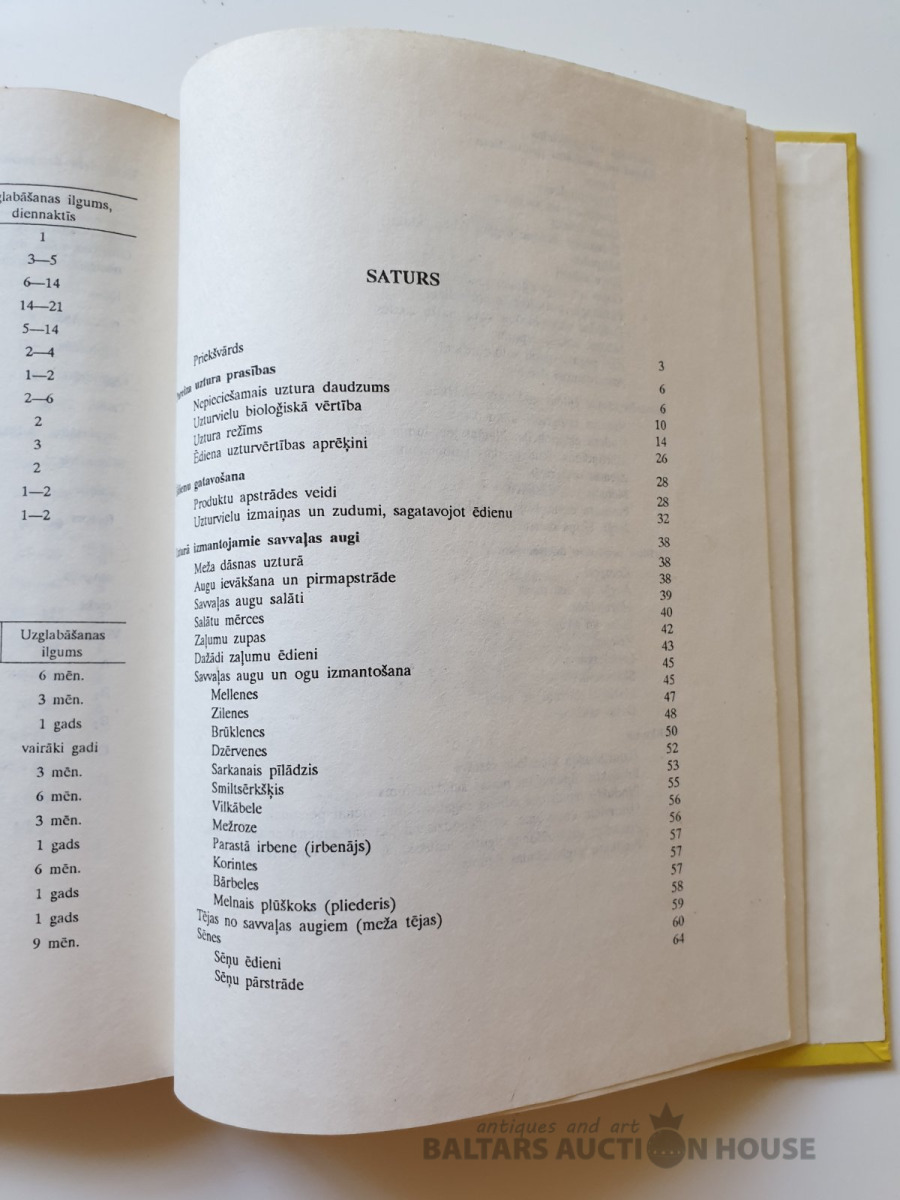 glabāšanas ilgums,
diennaktīs
1
3—5
6—14
14—21
5—14
2—4
1—2
2—6
2
3
2
1—2
1—2
Uzglabāšanas
ilgums
6 mēn.
3 mēn.
1 gads
vairāki gadi
3 mēn.
6 mēn.
3 mēn.
1 gads
6 mēn.
1 gads
1 gads
9 mēn.
SATURS
Priekšvārds 3
uztura prasības 6
Nepieciešamais uztura daudzums 6
Uzturvielu bioloģiskā vērtība 10
Uztura režīms 14
Ēdiena uzturvērtības aprēķini 26
gatavošana 28
Produktu apstrādes veidi 28
Uzturvielu izmaiņas un zudumi, sagatavojot ēdienu 32
izmantojamie savvaļas augi 38
Meža dāsnas uzturā 38
Augu ievākšana un pirmapstrāde 38
Savvaļas augu salāti 39
Salātu mērces 40
Zaļumu zupas 42
Dažādi zaļumu ēdieni 43
Savvaļas augu un ogu izmantošana 45
Mellenes 45
Zilenes 47
Brūklenes 48
Dzērvenes 50
Sarkanais pīlādzis 52
Smiltsērkšķis 53
Vilkābele 55
Mežroze 56
Parastā irbene (irbenājs) 56
Korintes 57
Bārbeles 57
Melnais plūškoks (pliederis) 57
Tējas no savvaļas augiem (meža tējas) 58
Sēnes 59
Sēņu ēdieni 60
Sēņu pārstrāde 64
antiques and art
BALTARS AUCTION HOUSE